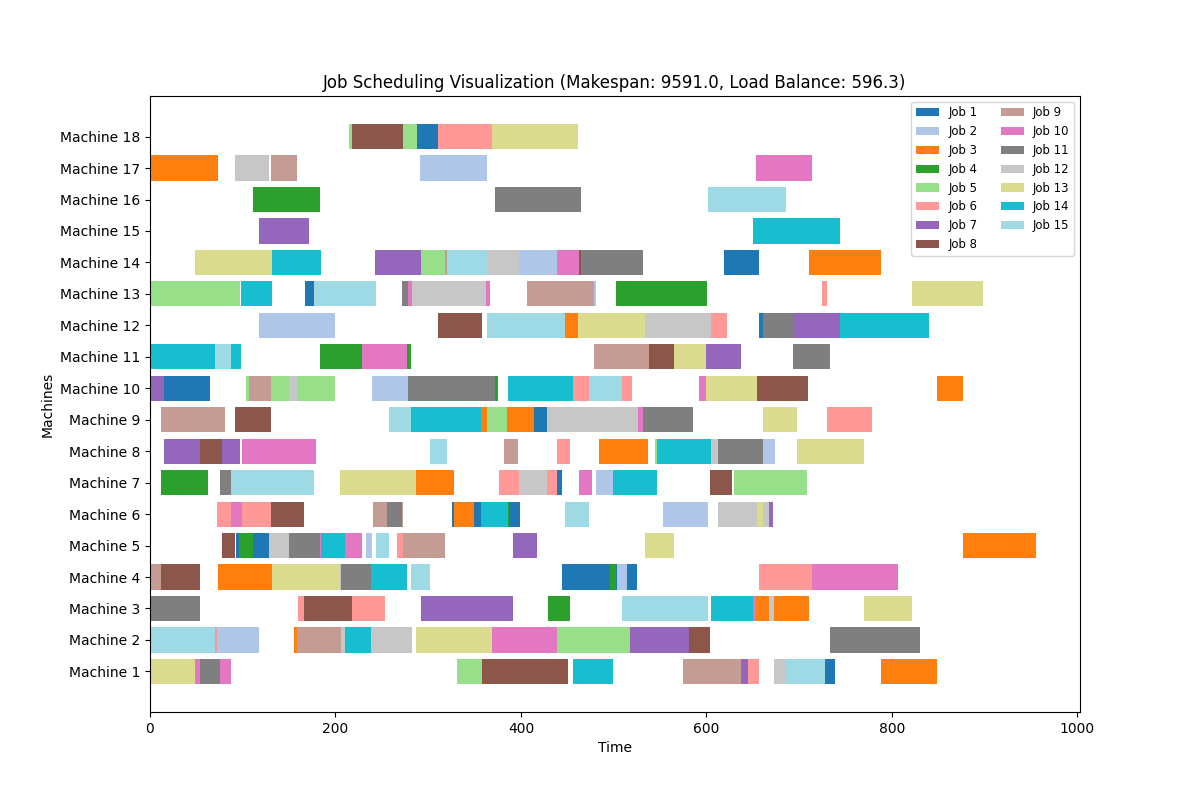 Job Scheduling Visualization (Makespan: 9591.0, Load Balance: 596.3)
Machine 18
Machine 17
Machine 16
Machine 15
Machine 14
Machine 13
Machine 12
Machine 11
Machine 10
Machine 9
Machine 8
Machine 7
Machine 6
Machine 5
Machine 4
Machine 3
Machine 2
Machine 1
Machines
0 200 400 600 800 1000
Time
Job 1
Job 2
Job 3
Job 4
Job 5
Job 6
Job 7
Job 8
Job 9
Job 10
Job 11
Job 12
Job 13
Job 14
Job 15